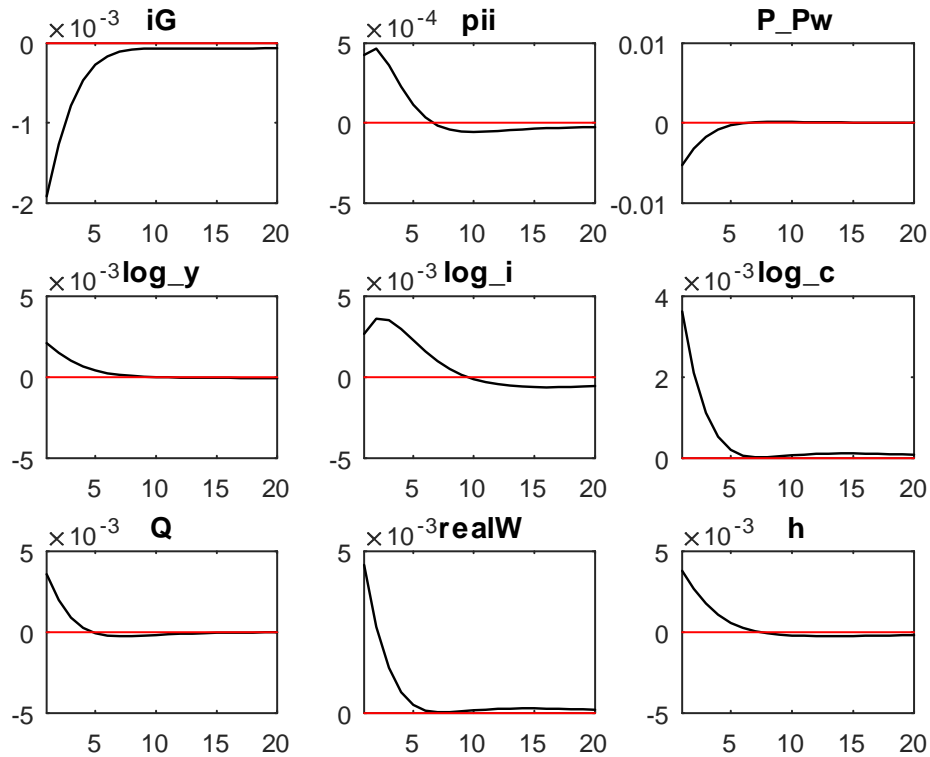 ×10⁻³ iG
0
-1
-2
5 10 15 20
×10⁻⁴ pii
5
0
-5
5 10 15 20
P_Pw
0.01
0
-0.01
5 10 15 20
×10⁻³ log_y
5
0
-5
5 10 15 20
×10⁻³ log_i
5
0
-5
5 10 15 20
×10⁻³ log_c
4
2
0
5 10 15 20
×10⁻³ Q
5
0
-5
5 10 15 20
×10⁻³ realW
5
0
5 10 15 20
×10⁻³ h
5
0
-5
5 10 15 20